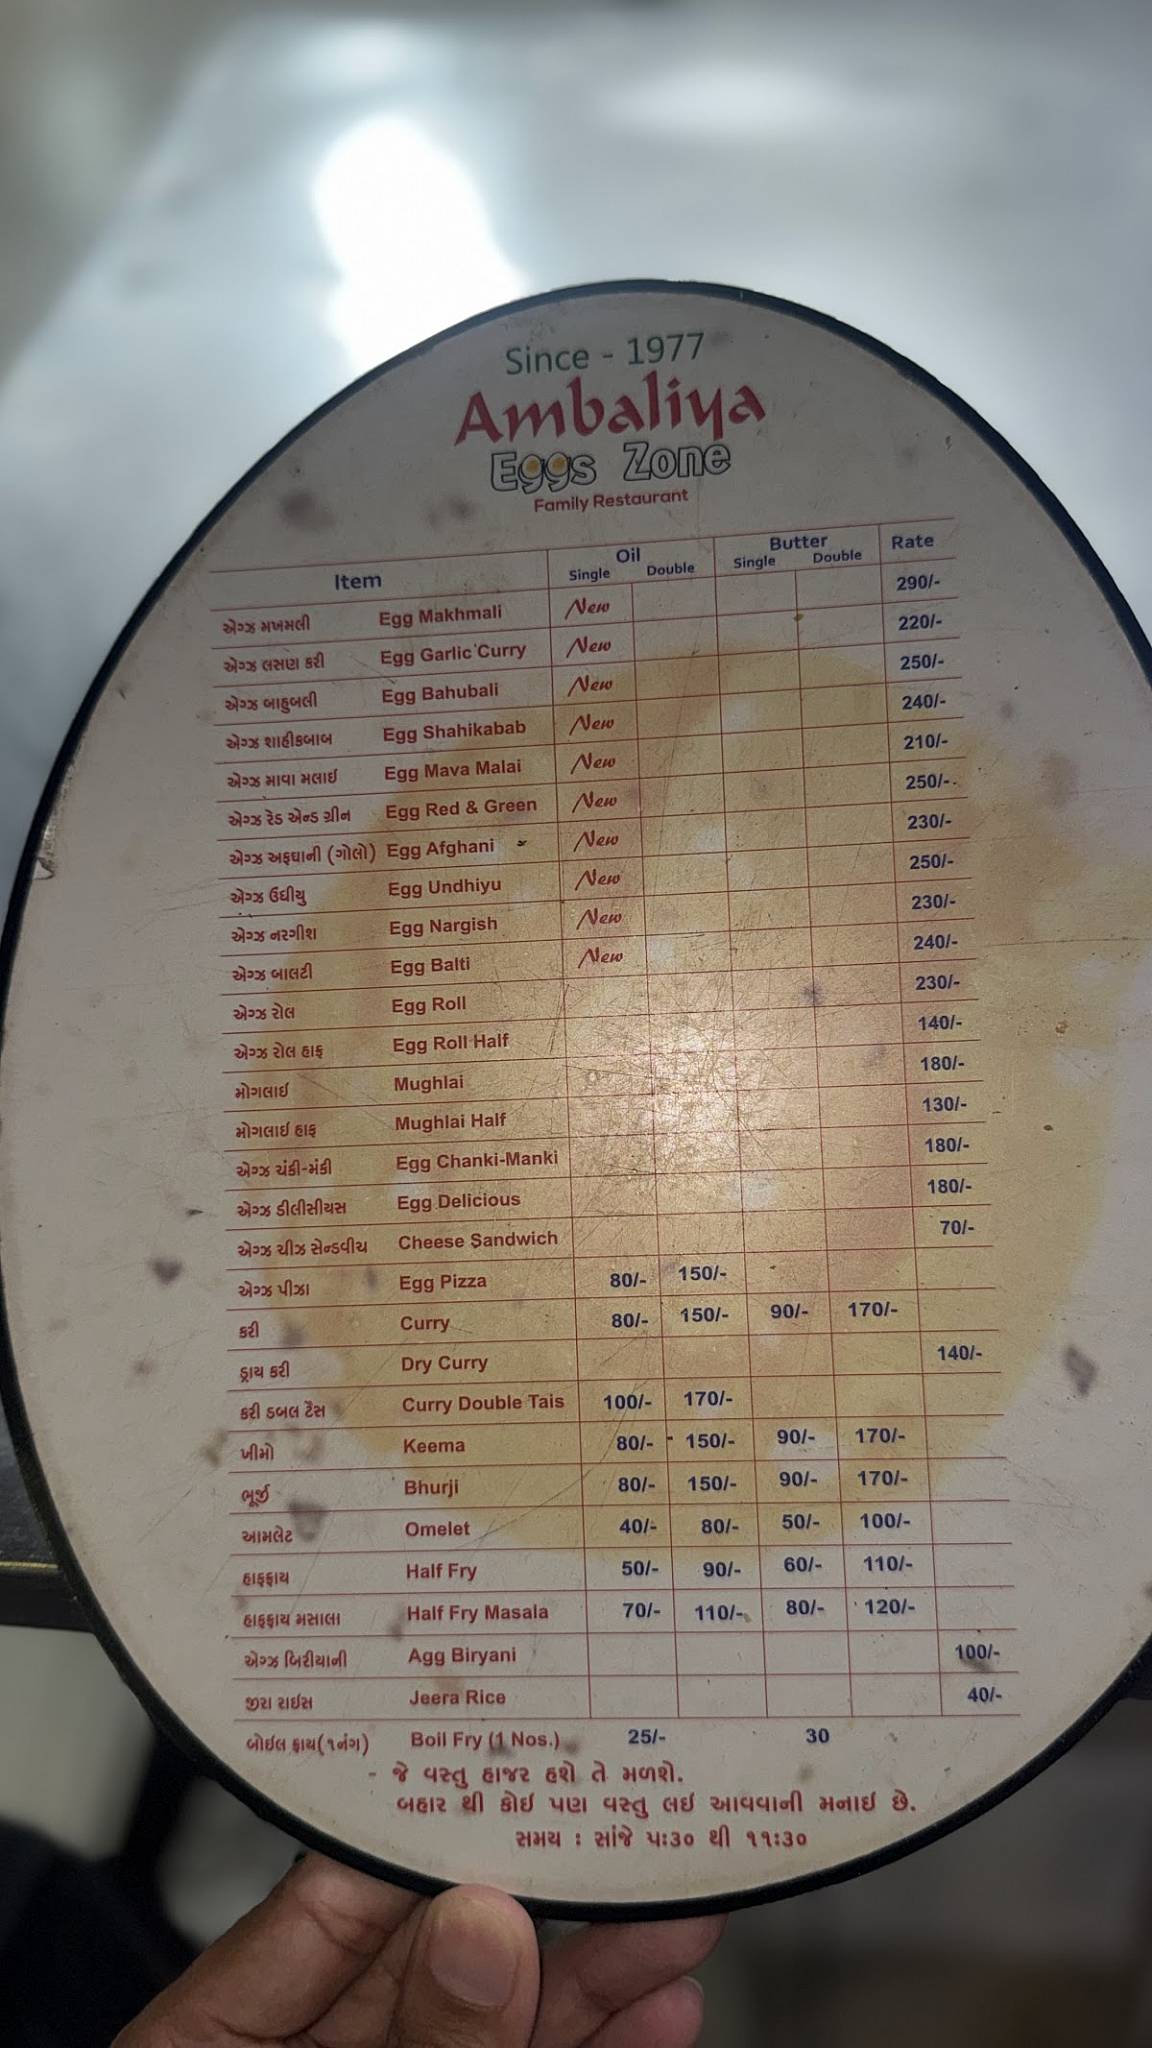 Since - 1977
Ambaliya
Eggs Zone
Family Restaurant
Item Oil Single Double Butter Single Double Rate
એગ્ઝ મખમલી Egg Makhmali New 290/-
એગ્ઝ લસણ કરી Egg Garlic Curry New 220/-
એગ્ઝ બાહુબલી Egg Bahubali New 250/-
એગ્ઝ શાહીકબાબ Egg Shahikabab New 240/-
એગ્ઝ માવા મલાઈ Egg Mava Malai New 210/-
એગ્ઝ રેડ એન્ડ ગ્રીન Egg Red & Green New 250/-
એગ્ઝ અફઘાની (ગોલો) Egg Afghani New 230/-
એગ્ઝ ઉંઘીયુ Egg Undhiyu New 250/-
એગ્ઝ નરગીશ Egg Nargish New 230/-
એગ્ઝ બાલટી Egg Balti New 240/-
એગ્ઝ રોલ Egg Roll 230/-
એગ્ઝ રોલ હાફ Egg Roll Half 140/-
મોગલાઈ Mughlai 180/-
મોગલાઈ હાફ Mughlai Half 130/-
એગ્ઝ ચંકી-મંકી Egg Chanki-Manki 180/-
એગ્ઝ ડીલીસીયસ Egg Delicious 180/-
એગ્ઝ ચીઝ સેન્ડવીચ Cheese Sandwich 70/-
એગ્ઝ પીઝા Egg Pizza 80/- 150/-
કરી Curry 80/- 150/- 90/- 170/-
ડ્રાય કરી Dry Curry 140/-
કરી ડબલ ટૈસ Curry Double Tais 100/- 170/-
ખીમો Keema 80/- 150/- 90/- 170/-
ભૂર્જી Bhurji 80/- 150/- 90/- 170/-
આમલેટ Omelet 40/- 80/- 50/- 100/-
હાફફ્રાય Half Fry 50/- 90/- 60/- 110/-
હાફફ્રાય મસાલા Half Fry Masala 70/- 110/- 80/- 120/-
એગ્ઝ બિરીયાની Agg Biryani 100/-
જીરા રાઈસ Jeera Rice 40/-
બોઈલ ફ્રાય(૧નંગ) Boil Fry (1 Nos.) 25/- 30
- જે વસ્તુ હાજર હશે તે મળશે.
બહાર થી કોઈ પણ વસ્તુ લઈ આવવાની મનાઈ છે.
સમય : સાંજે ૫:૩૦ થી ૧૧:૩૦